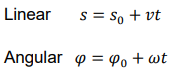 Linear s = s₀ + vt
Angular φ = φ₀ + ωt